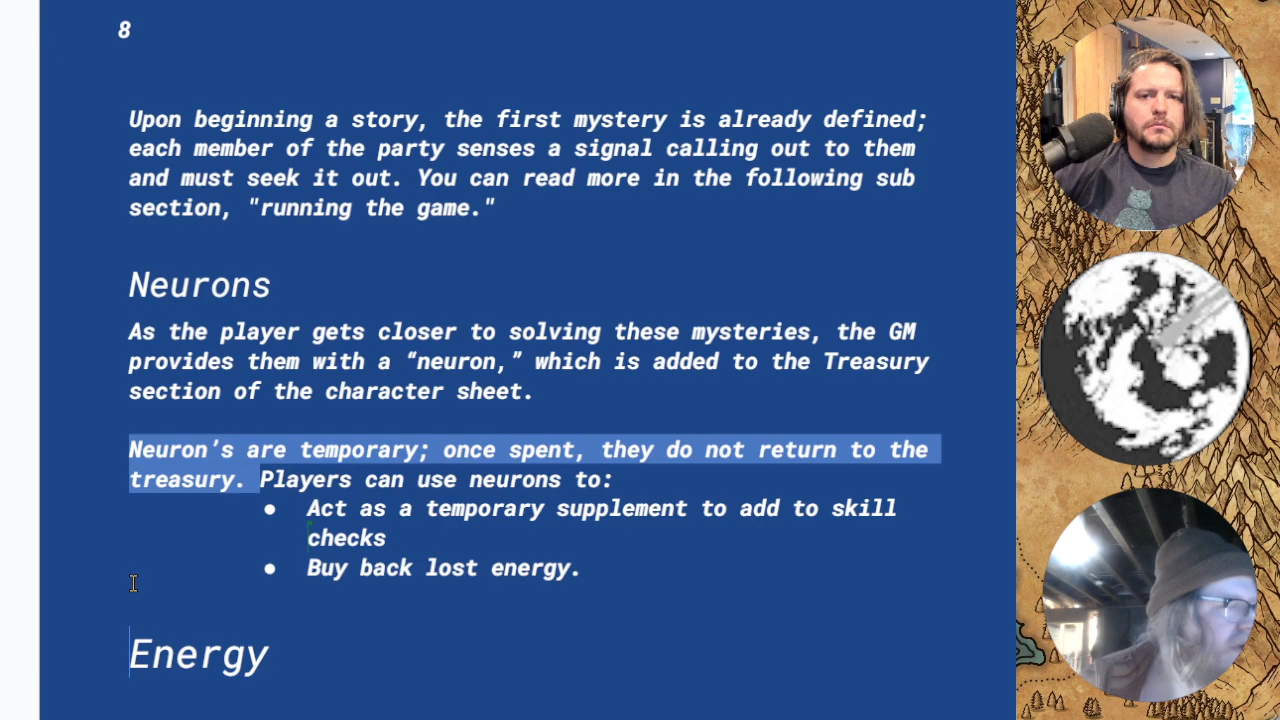 8
Upon beginning a story, the first mystery is already defined;
each member of the party senses a signal calling out to them
and must seek it out. You can read more in the following sub
section, "running the game."
Neurons
As the player gets closer to solving these mysteries, the GM
provides them with a “neuron,” which is added to the Treasury
section of the character sheet.
Neuron’s are temporary; once spent, they do not return to the
treasury. Players can use neurons to:
● Act as a temporary supplement to add to skill
checks
● Buy back lost energy.
Energy